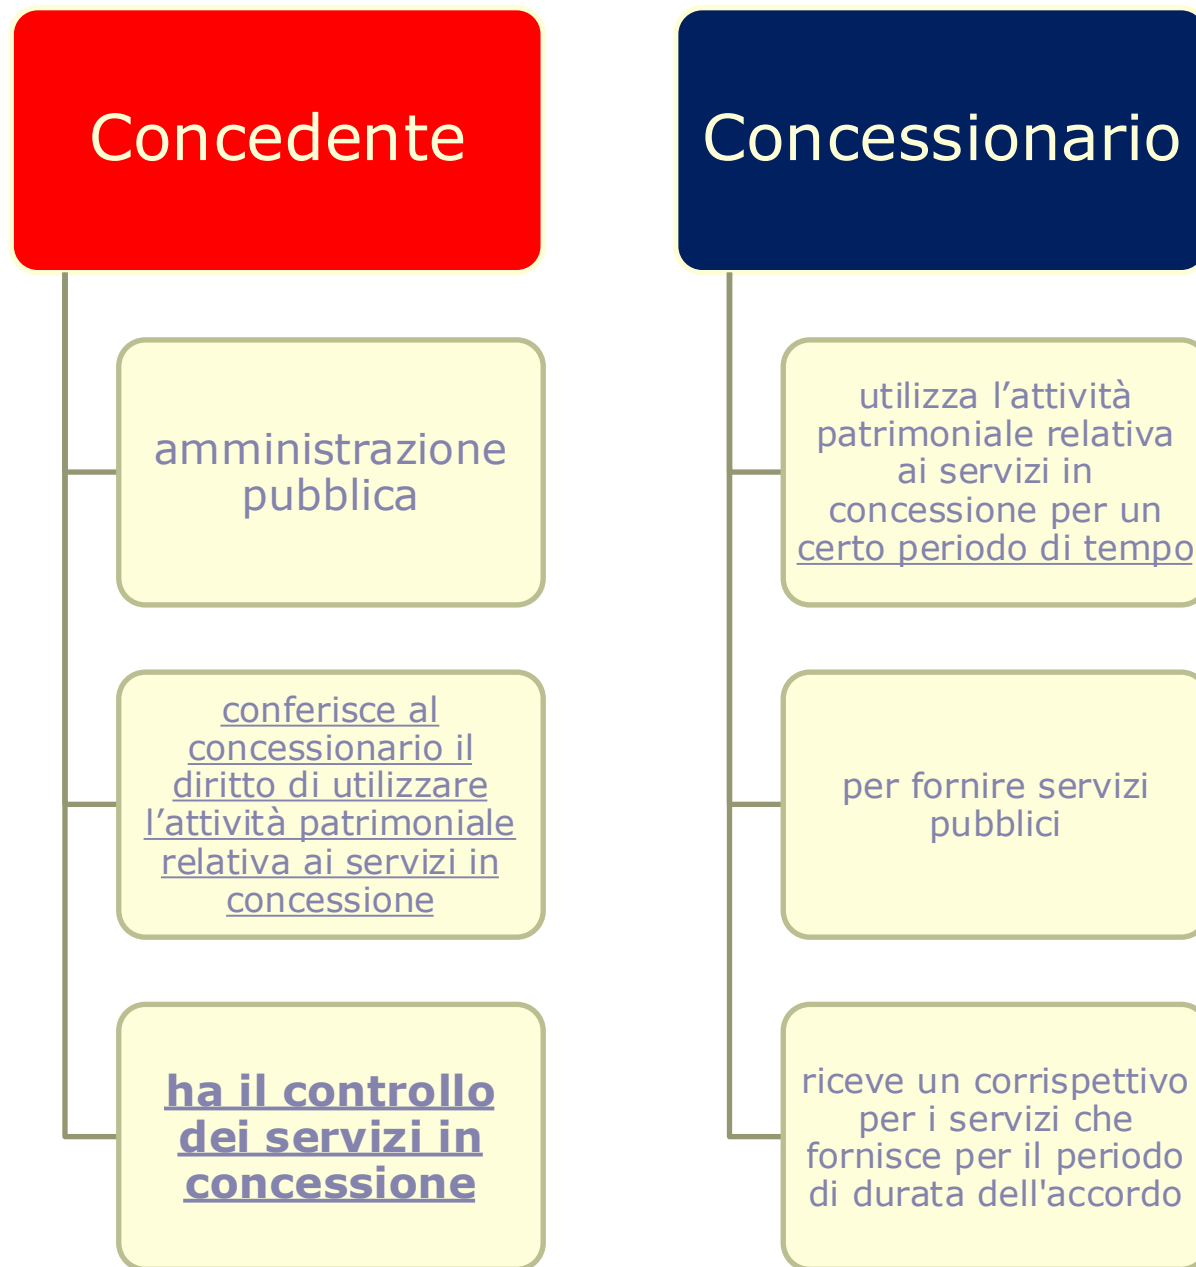 Concedente
amministrazione
pubblica
conferisce al
concessionario il
diritto di utilizzare
l’attività patrimoniale
relativa ai servizi in
concessione
ha il controllo
dei servizi in
concessione
Concessionario
utilizza l’attività
patrimoniale relativa
ai servizi in
concessione per un
certo periodo di tempo
per fornire servizi
pubblici
riceve un corrispettivo
per i servizi che
fornisce per il periodo
di durata dell'accordo